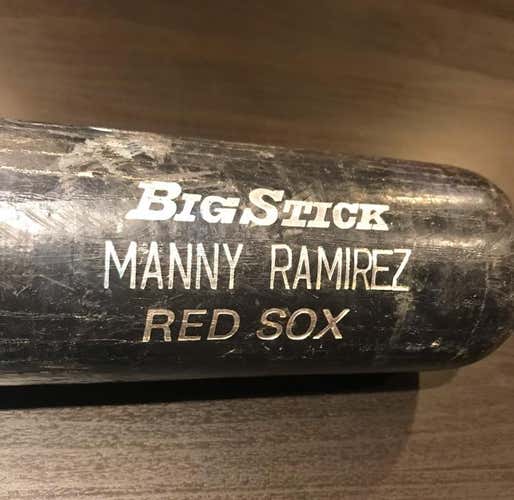 BIGSTICK
MANNY RAMIREZ
RED SOX